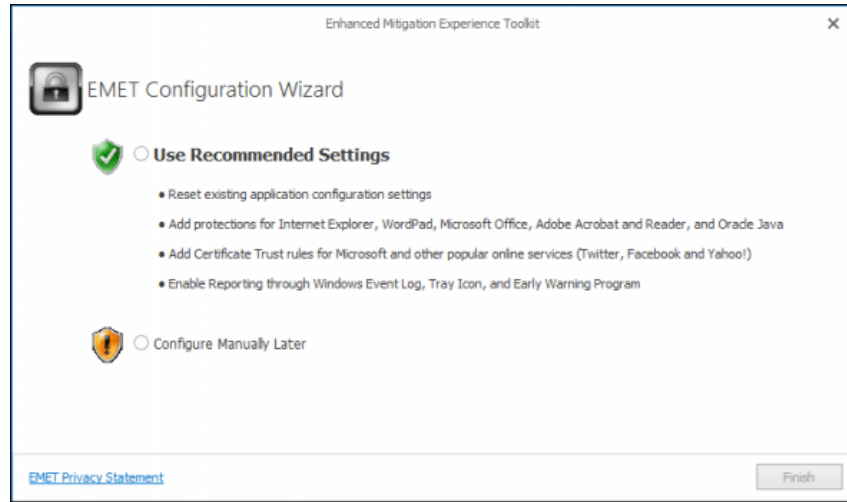 Enhanced Mitigation Experience Toolkit
EMET Configuration Wizard
Use Recommended Settings
• Reset existing application configuration settings
• Add protections for Internet Explorer, WordPad, Microsoft Office, Adobe Acrobat and Reader, and Oracle Java
• Add Certificate Trust rules for Microsoft and other popular online services (Twitter, Facebook and Yahoo!)
• Enable Reporting through Windows Event Log, Tray Icon, and Early Warning Program
Configure Manually Later
EMET Privacy Statement
Finish